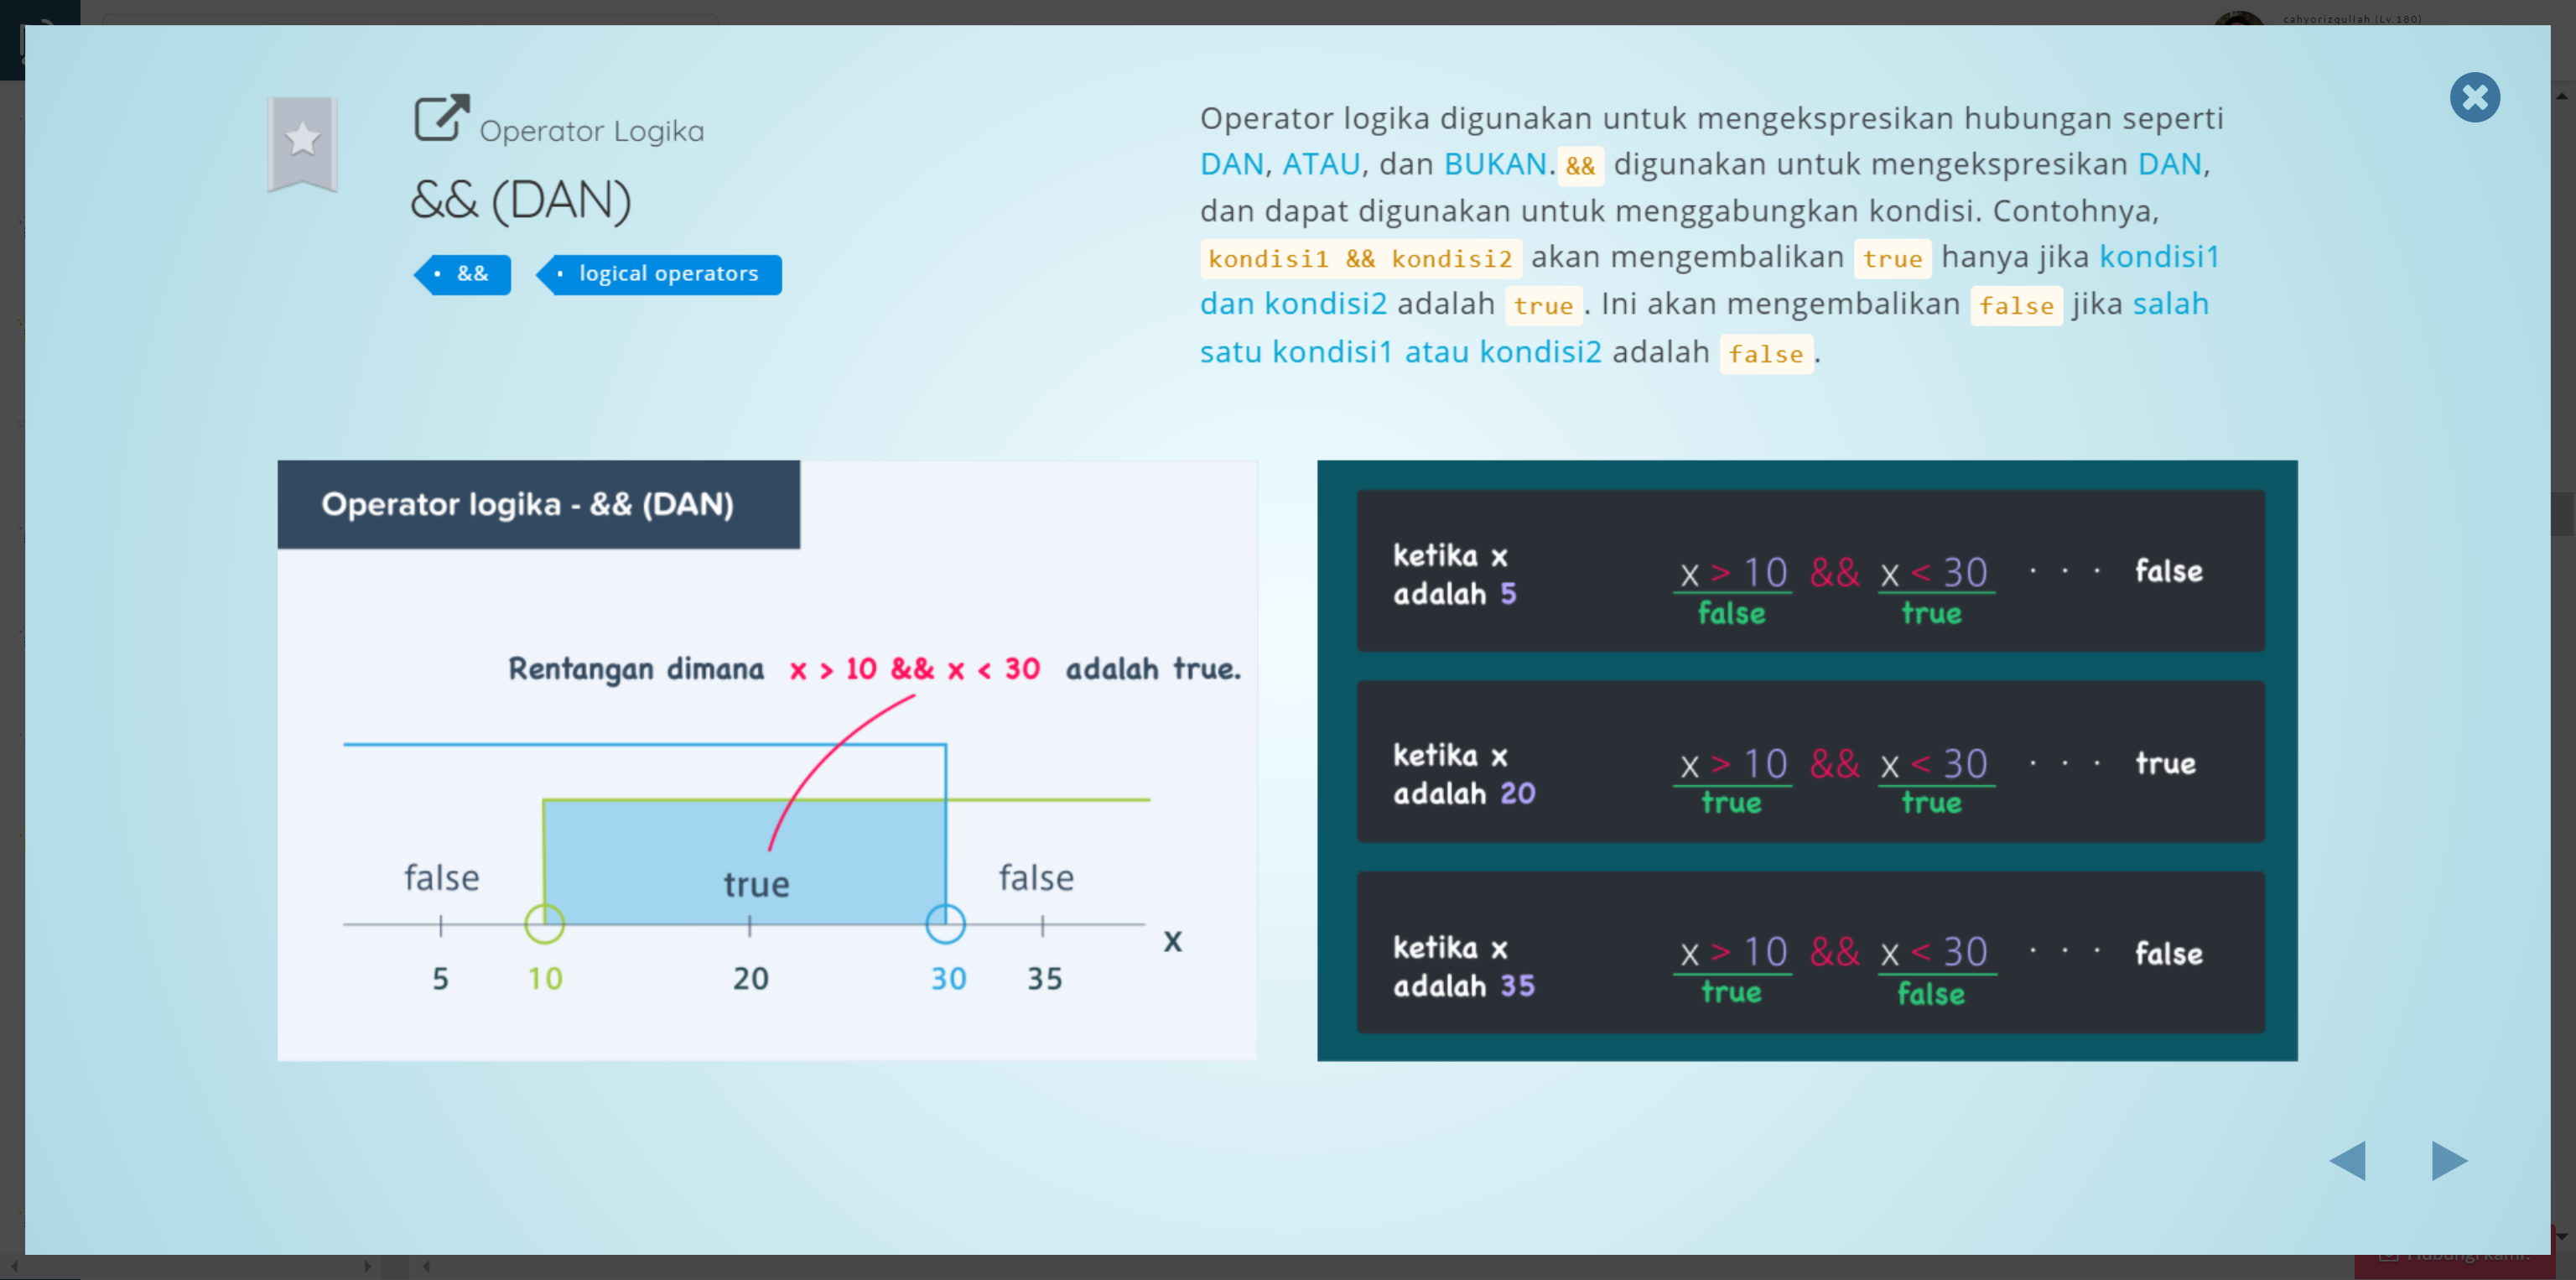 cahyorizqullah (Lv.180)
Operator Logika
&& (DAN)
&&
logical operators
Operator logika digunakan untuk mengekspresikan hubungan seperti
DAN, ATAU, dan BUKAN. && digunakan untuk mengekspresikan DAN,
dan dapat digunakan untuk menggabungkan kondisi. Contohnya,
kondisi1 && kondisi2 akan mengembalikan true hanya jika kondisi1
dan kondisi2 adalah true . Ini akan mengembalikan false jika salah
satu kondisi1 atau kondisi2 adalah false .
Operator logika - && (DAN)
Rentangan dimana x > 10 && x < 30 adalah true.
false true false
x
5 10 20 30 35
ketika x
adalah 5
x > 10 && x < 30 · · · false
false true
ketika x
adalah 20
x > 10 && x < 30 · · · true
true true
ketika x
adalah 35
x > 10 && x < 30 · · · false
true false
Hubungi kami.